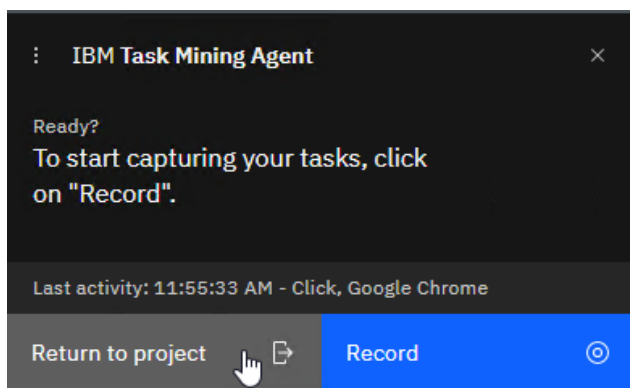 IBM Task Mining Agent
Ready?
To start capturing your tasks, click
on "Record".
Last activity: 11:55:33 AM - Click, Google Chrome
Return to project
Record